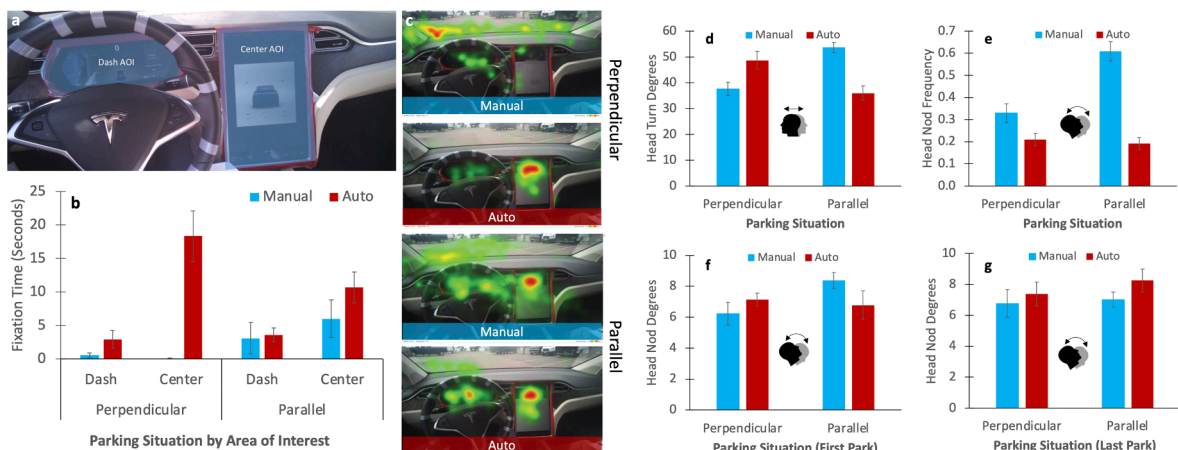 a
0
Dash AOI
Center AOI
b
Manual
Auto
Fixation Time (Seconds)
25
20
15
10
5
0
Dash
Center
Dash
Center
Perpendicular
Parallel
Parking Situation by Area of Interest
c
Manual
Auto
Perpendicular
Manual
Auto
Parallel
d
Manual
Auto
Head Turn Degrees
60
50
40
30
20
10
0
Perpendicular
Parallel
Parking Situation
e
Manual
Auto
Head Nod Frequency
0.7
0.6
0.5
0.4
0.3
0.2
0.1
0.0
Perpendicular
Parallel
Parking Situation
f
Manual
Auto
Head Nod Degrees
10
8
6
4
2
0
Perpendicular
Parallel
Parking Situation (First Park)
g
Manual
Auto
Head Nod Degrees
10
8
6
4
2
0
Perpendicular
Parallel
Parking Situation (Last Park)